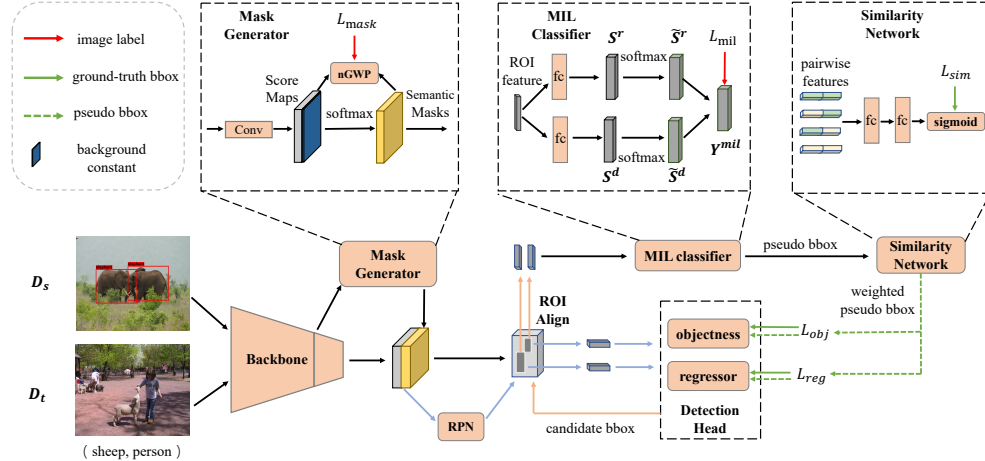 image label
ground-truth bbox
pseudo bbox
background
constant
Mask
Generator
L_mask
nGWP
Score
Maps
Semantic
Masks
softmax
Conv
MIL
Classifier
ROI
feature
fc
fc
S^r
softmax
S̃^r
L_mil
S^d
softmax
S̃^d
Y^mil
Similarity
Network
pairwise
features
fc
fc
L_sim
sigmoid
D_s
D_t
( sheep, person )
Backbone
Mask
Generator
RPN
ROI
Align
MIL classifier
pseudo bbox
Similarity
Network
weighted
pseudo bbox
objectness
L_obj
regressor
L_reg
Detection
Head
candidate bbox